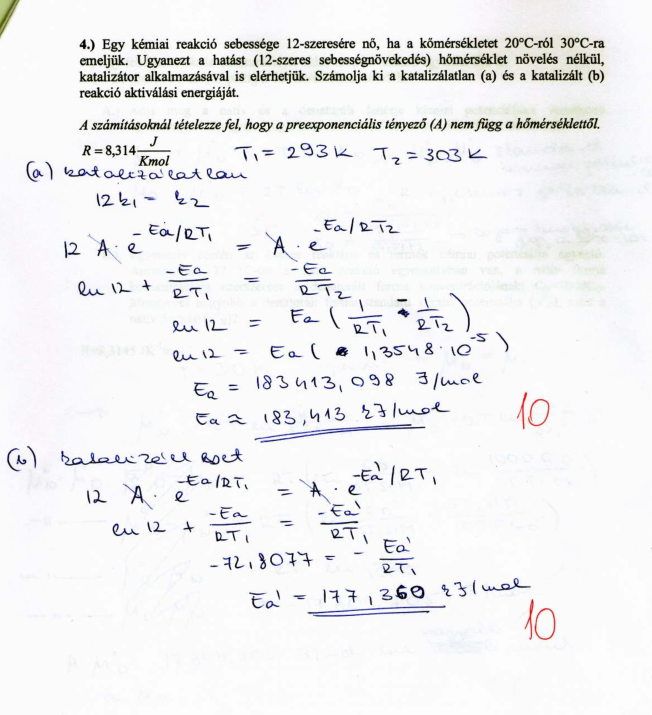 4.) Egy kémiai reakció sebessége 12-szeresére nő, ha a kőmérsékletet 20°C-ról 30°C-ra
emeljük. Ugyanezt a hatást (12-szeres sebességnövekedés) hőmérséklet növelés nélkül,
katalizátor alkalmazásával is elérhetjük. Számolja ki a katalizálatlan (a) és a katalizált (b)
reakció aktiválási energiáját.
A számításoknál tételezze fel, hogy a preexponenciális tényező (A) nem függ a hőmérséklettől.
R = 8,314 J/Kmol T₁ = 293 K T₂ = 303 K
(a) katalizálatlan
12 k₁ = k₂
12 A · e^(-Ea/RT₁) = A · e^(-Ea/RT₂)
ln 12 + -Ea/RT₁ = -Ea/RT₂
ln 12 = Ea (1/RT₁ - 1/RT₂)
ln 12 = Ea ( 1,3548 · 10⁻⁵)
Ea = 183413,098 J/mol
Ea ≈ 183,413 kJ/mol 10
(b) katalizált eset
12 A · e^(-Ea/RT₁) = A · e^(-Ea'/RT₁)
ln 12 + -Ea/RT₁ = -Ea'/RT₁
-72,8077 = - Ea'/RT₁
Ea' = 177,360 kJ/mol
10